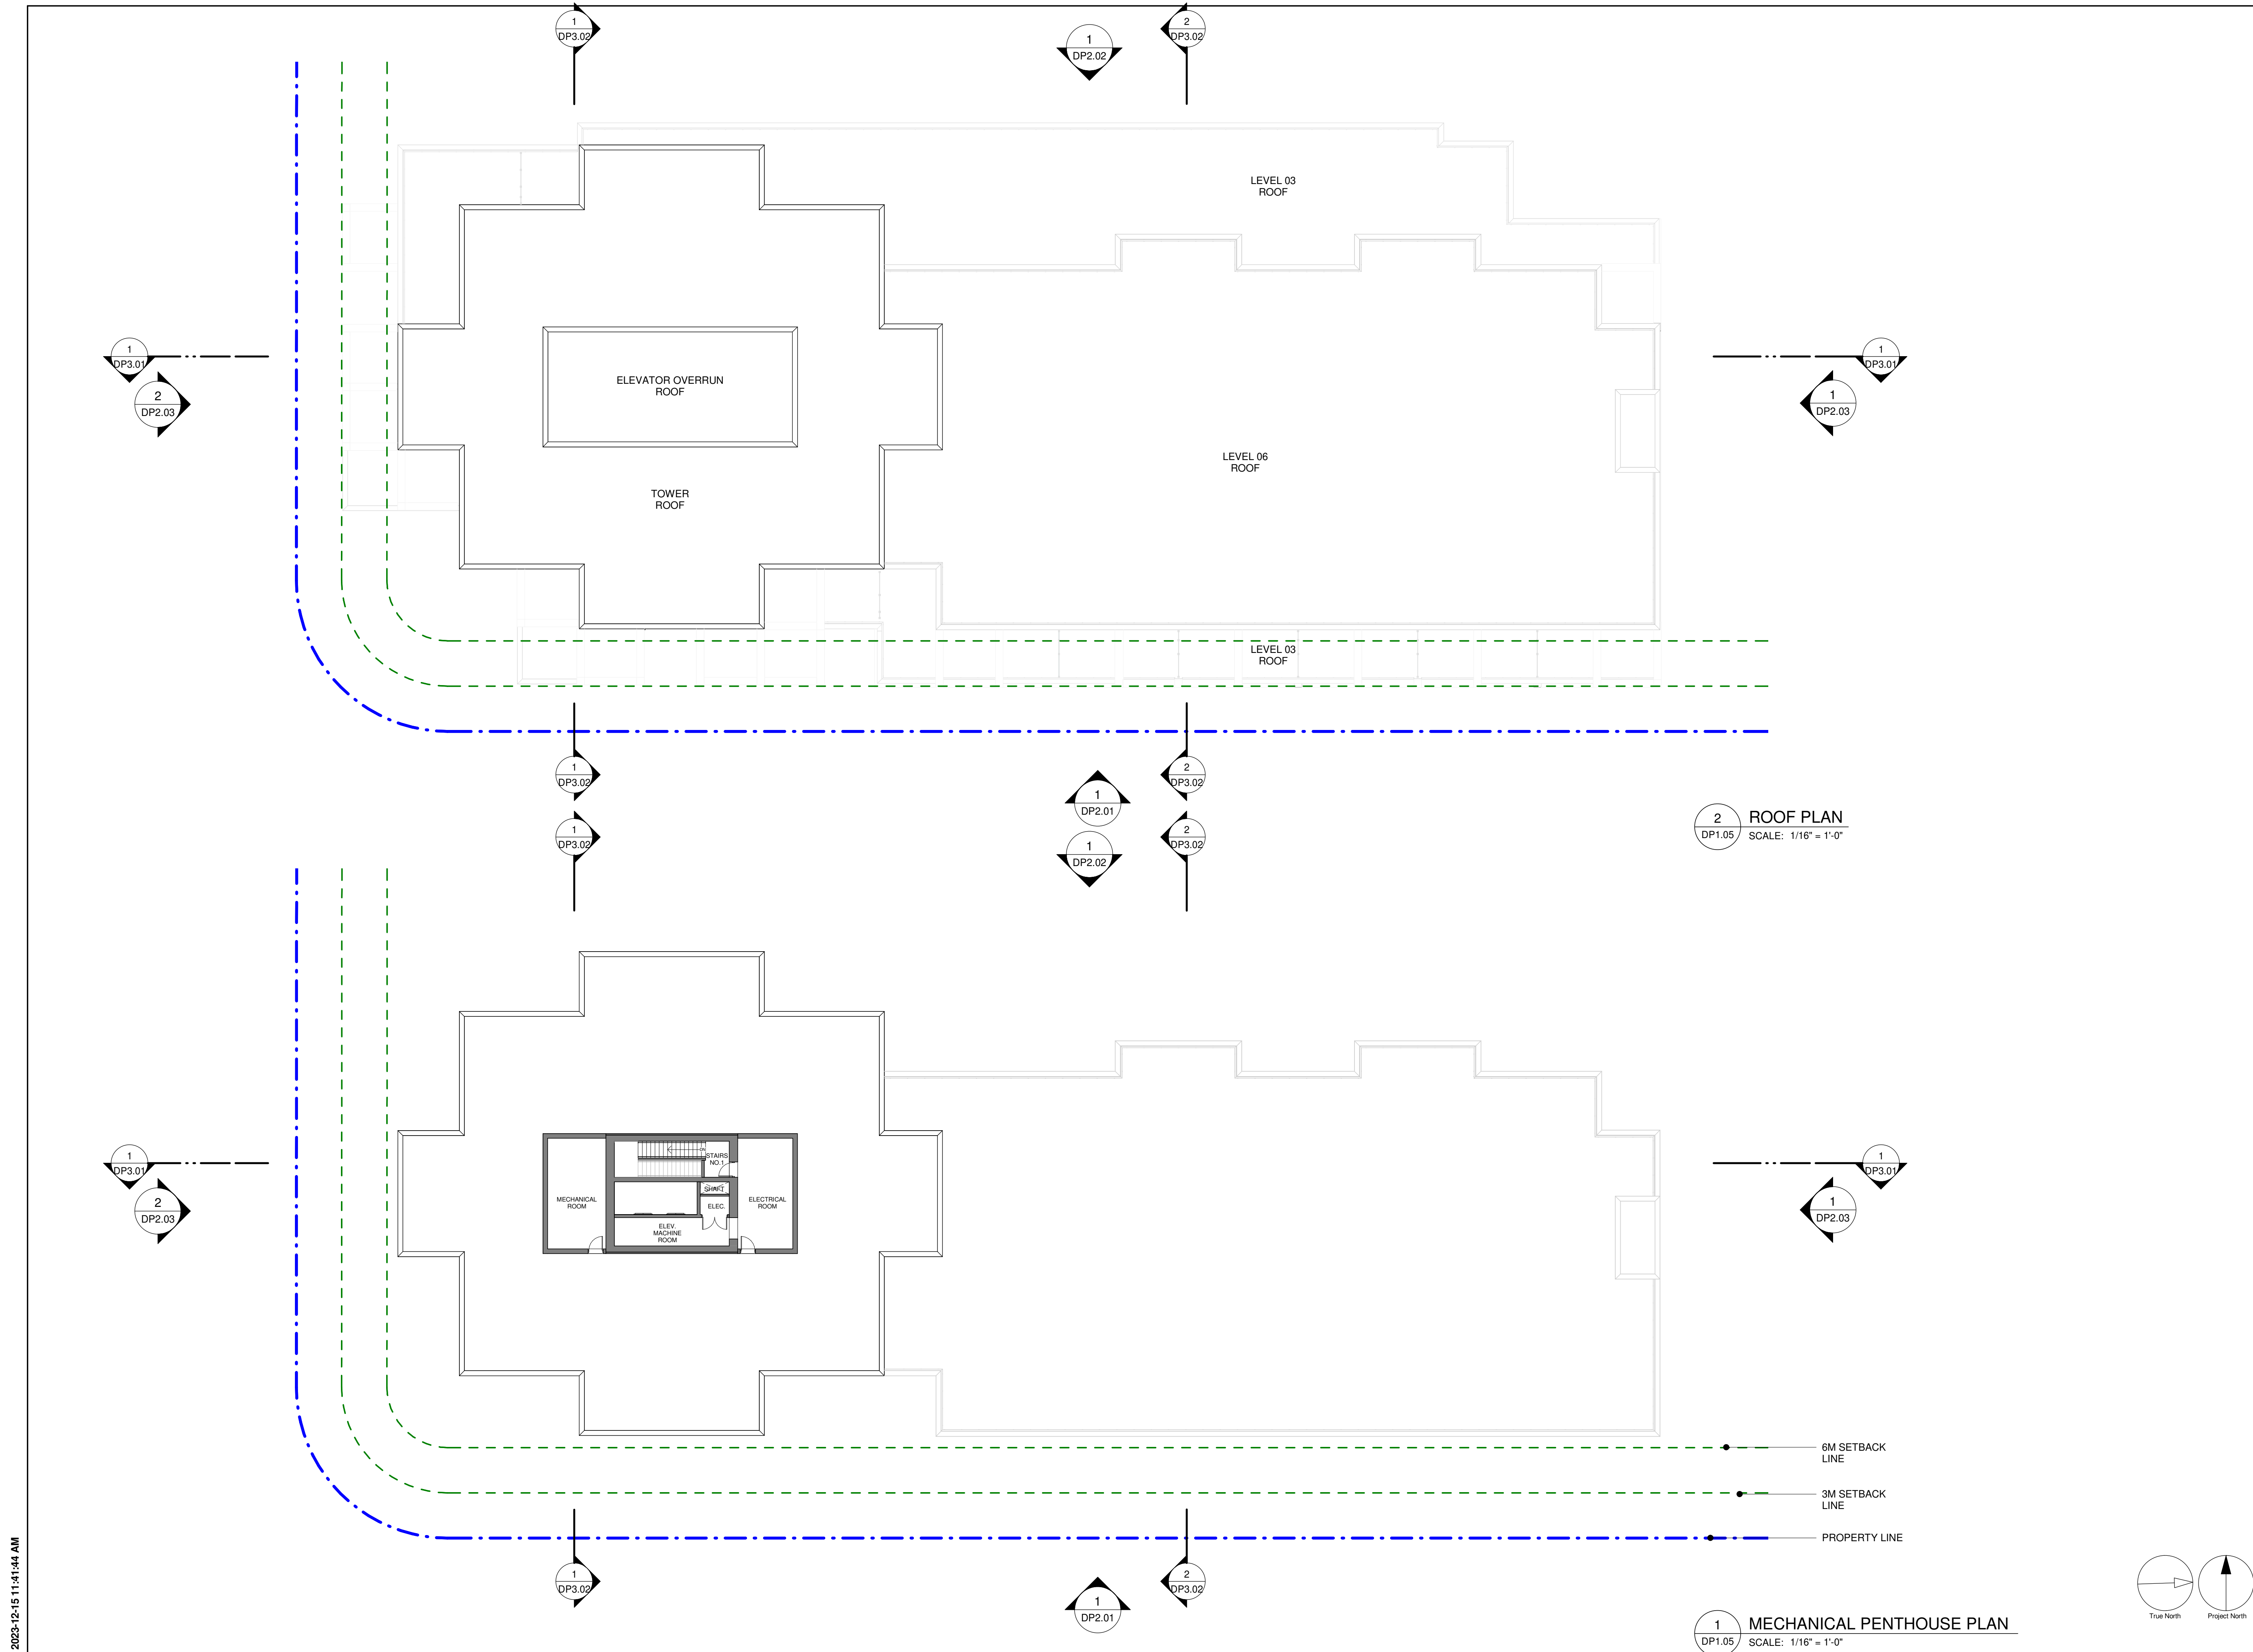 1
DP3.02
1
DP2.02
2
DP3.02
LEVEL 03
ROOF
1
DP3.01
2
DP2.03
ELEVATOR OVERRUN
ROOF
1
DP3.01
1
DP2.03
LEVEL 06
ROOF
TOWER
ROOF
LEVEL 03
ROOF
1
DP3.02
2
DP3.02
1
DP2.01
2
DP1.05
ROOF PLAN
SCALE: 1/16" = 1'-0"
1
DP3.02
1
DP2.02
2
DP3.02
1
DP3.01
2
DP2.03
STAIRS
NO.1
MECHANICAL
ROOM
SHAFT
ELEC.
ELECTRICAL
ROOM
ELEV.
MACHINE
ROOM
1
DP3.01
1
DP2.03
6M SETBACK
LINE
3M SETBACK
LINE
PROPERTY LINE
1
DP3.02
2
DP3.02
1
DP2.01
1
DP1.05
MECHANICAL PENTHOUSE PLAN
SCALE: 1/16" = 1'-0"
True North
Project North
2023-12-15 11:41:44 AM